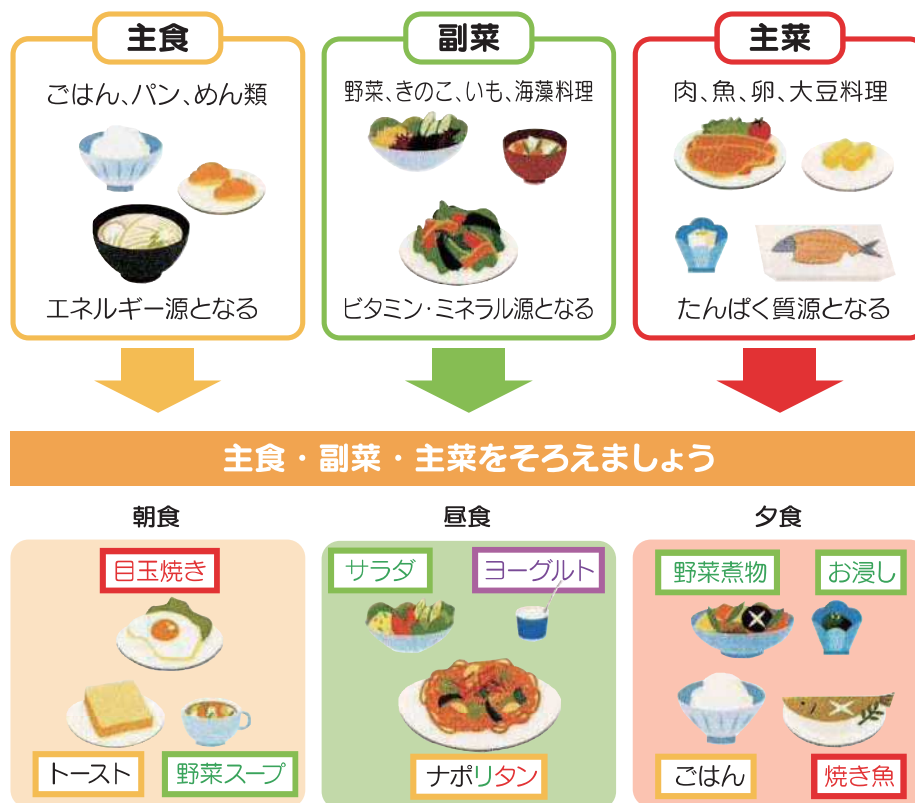 主食
ごはん、パン、めん類
エネルギー源となる
副菜
野菜、きのこ、いも、海藻料理
ビタミン・ミネラル源となる
主菜
肉、魚、卵、大豆料理
たんぱく質源となる
主食・副菜・主菜をそろえましょう
朝食
目玉焼き
トースト
野菜スープ
昼食
サラダ
ヨーグルト
ナポリタン
夕食
野菜煮物
お浸し
ごはん
焼き魚